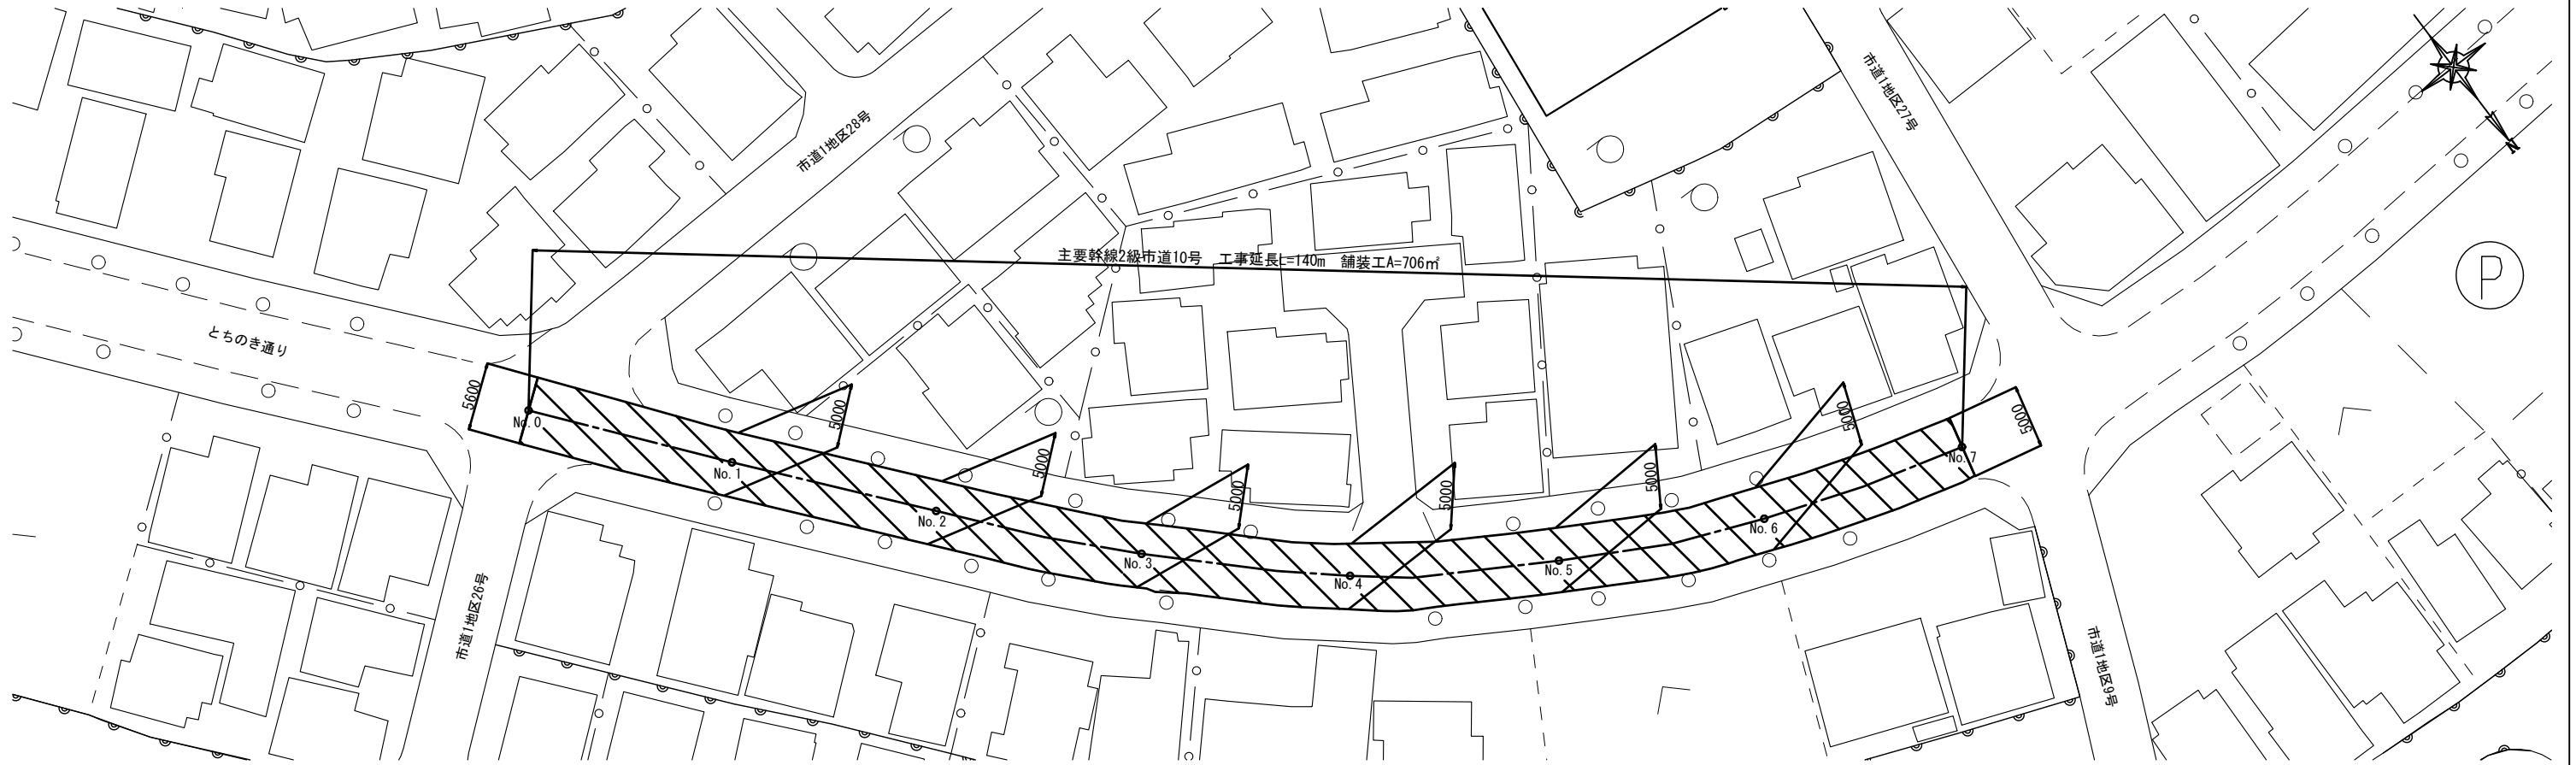 市道1地区28号
市道1地区27号
N
主要幹線2級市道10号 工事延長L=140m 舗装工A=706㎡
P
とちのき通り
5600
No.0
No.1
5000
No.2
5000
No.3
5000
No.4
5000
No.5
5000
No.6
5000
No.7
5000
市道1地区26号
市道1地区9号